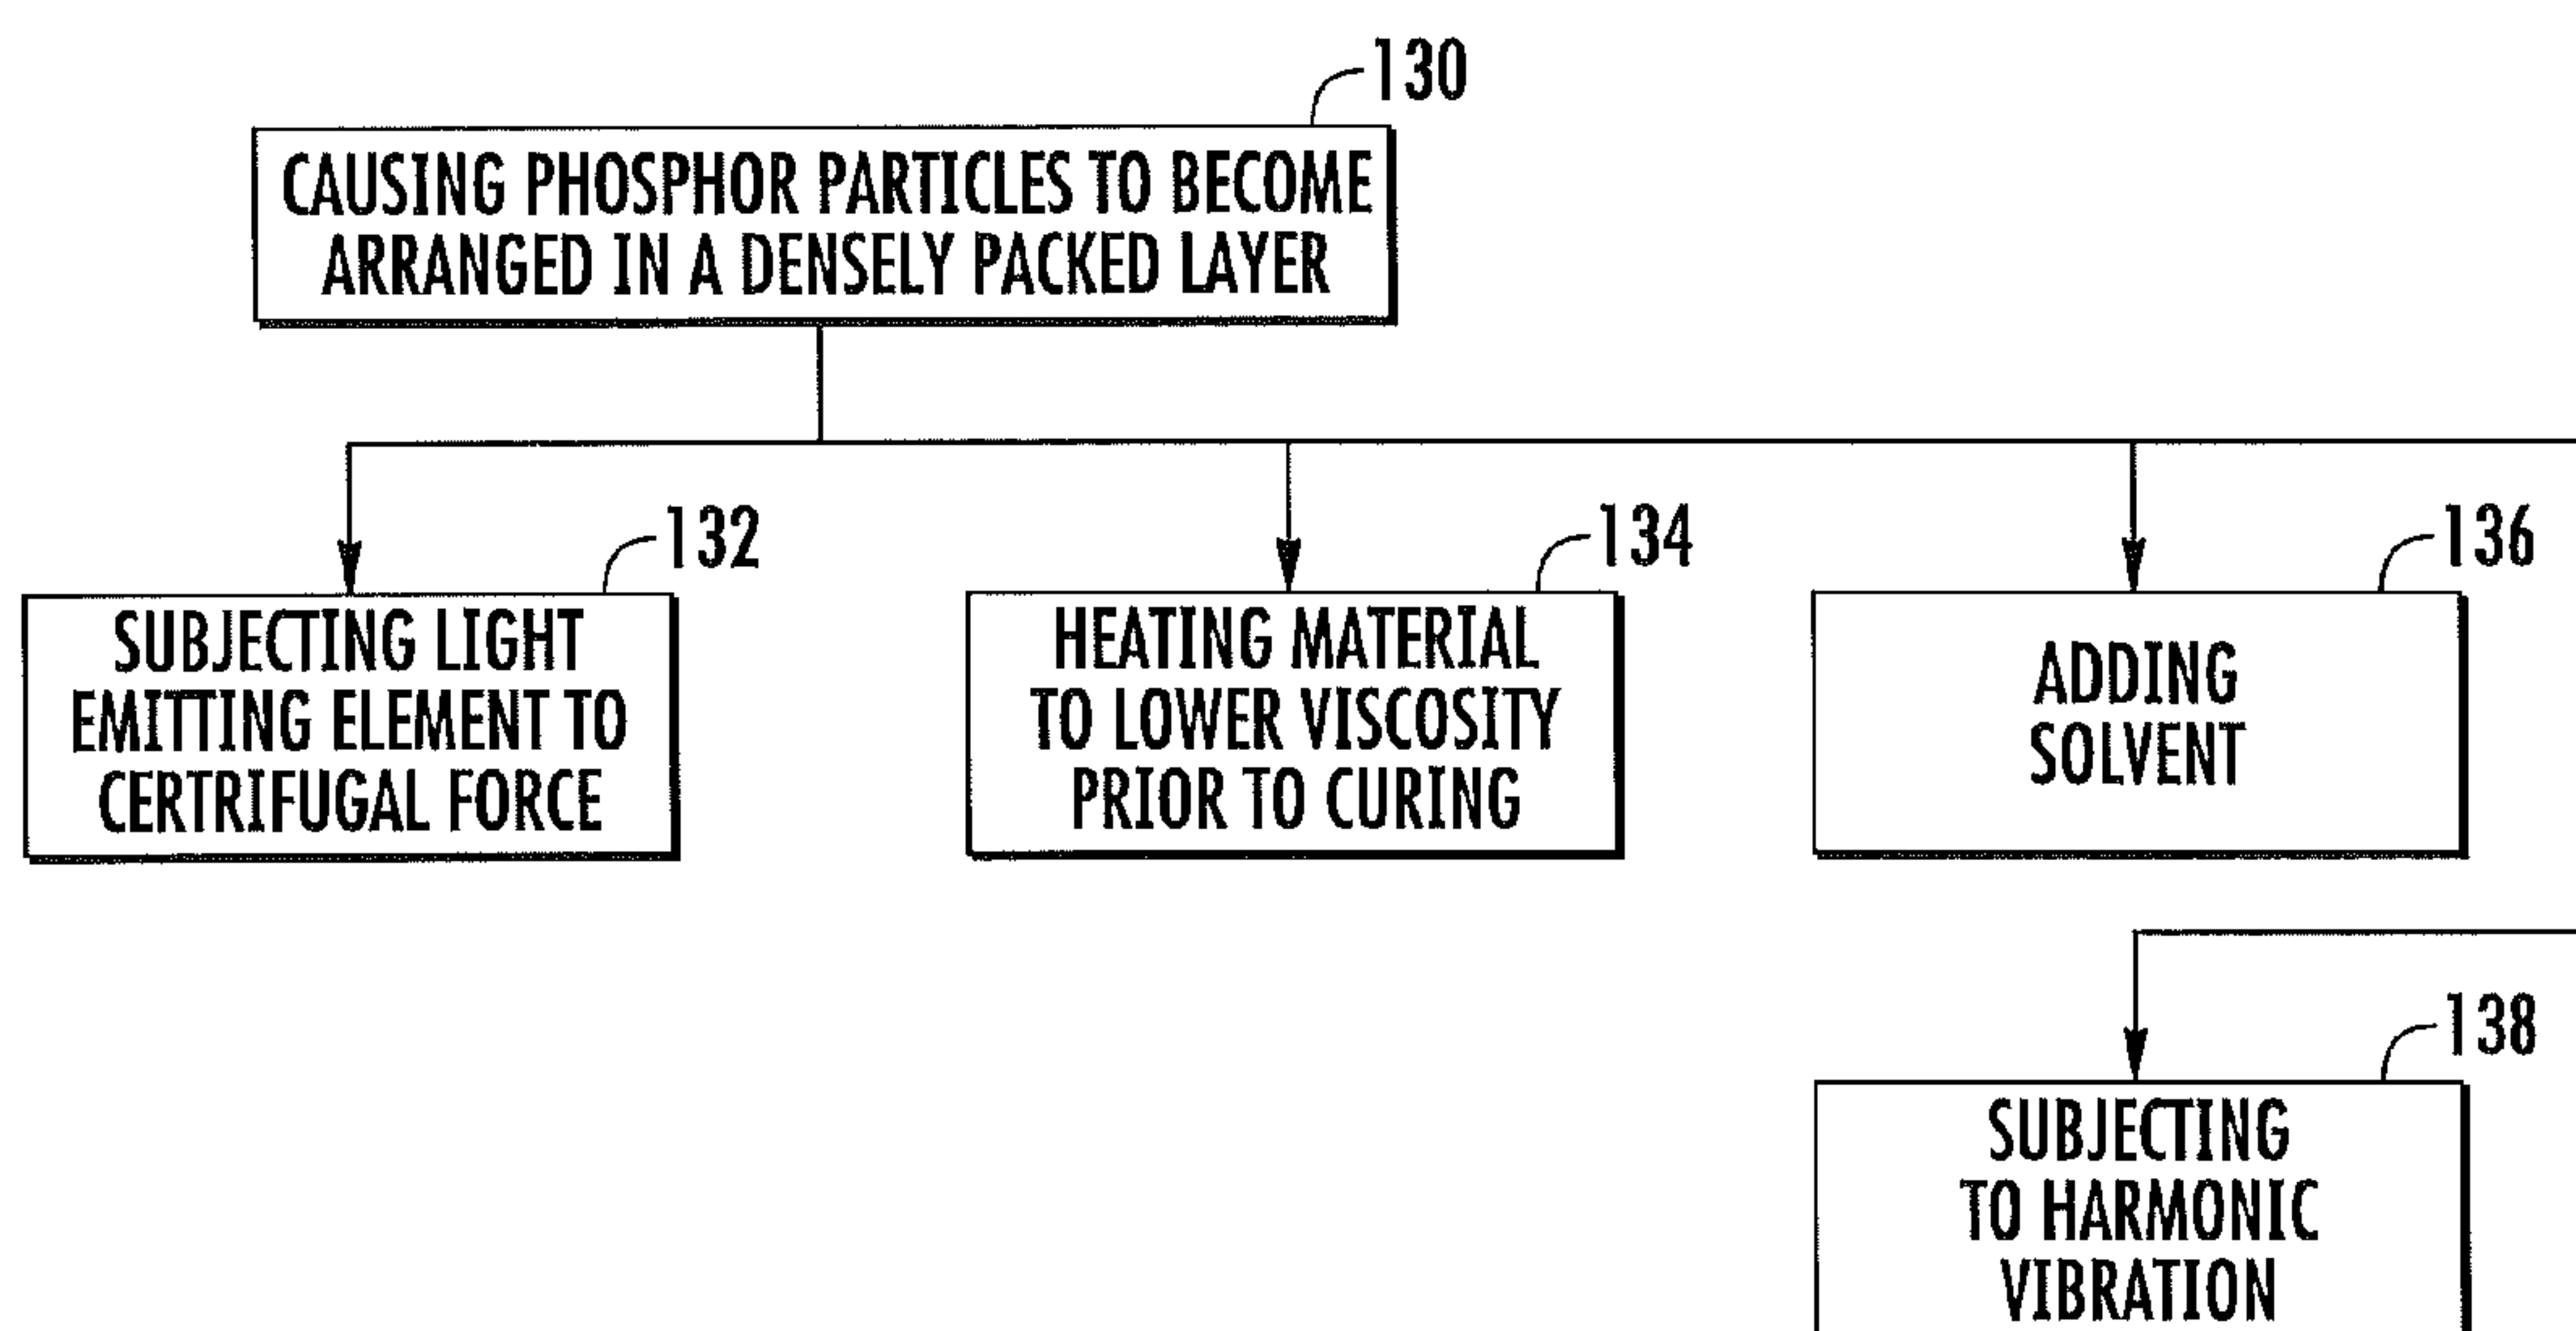 130
CAUSING PHOSPHOR PARTICLES TO BECOME
ARRANGED IN A DENSELY PACKED LAYER
132
SUBJECTING LIGHT
EMITTING ELEMENT TO
CERTRIFUGAL FORCE
134
HEATING MATERIAL
TO LOWER VISCOSITY
PRIOR TO CURING
136
ADDING
SOLVENT
138
SUBJECTING
TO HARMONIC
VIBRATION